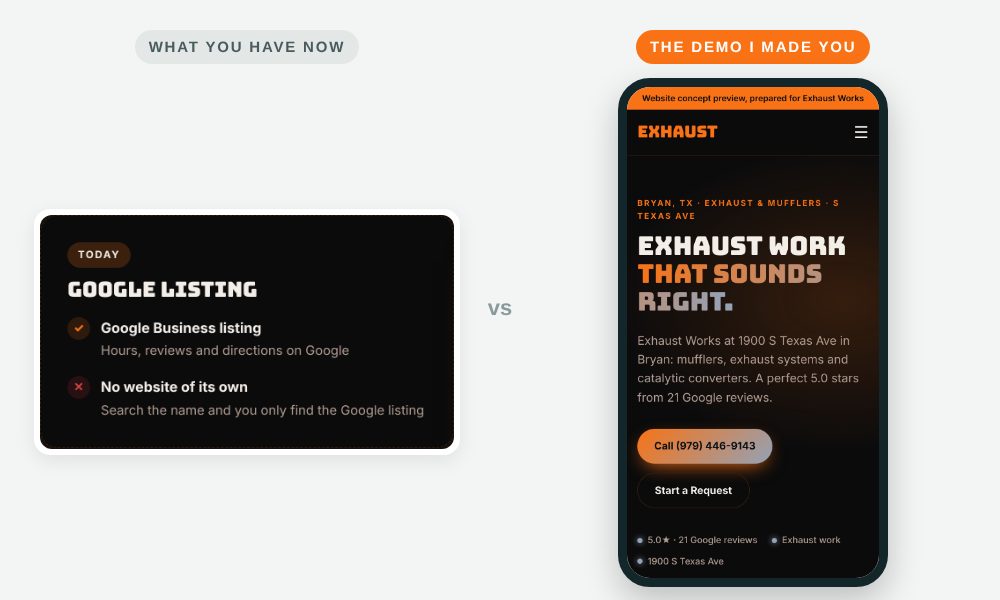 WHAT YOU HAVE NOW
TODAY
GOOGLE LISTING
Google Business listing
Hours, reviews and directions on Google
No website of its own
Search the name and you only find the Google listing
vs
THE DEMO I MADE YOU
Website concept preview, prepared for Exhaust Works
EXHAUST
BRYAN, TX · EXHAUST & MUFFLERS · S
TEXAS AVE
EXHAUST WORK
THAT SOUNDS
RIGHT.
Exhaust Works at 1900 S Texas Ave in
Bryan: mufflers, exhaust systems and
catalytic converters. A perfect 5.0 stars
from 21 Google reviews.
Call (979) 446-9143
Start a Request
5.0★ · 21 Google reviews
Exhaust work
1900 S Texas Ave